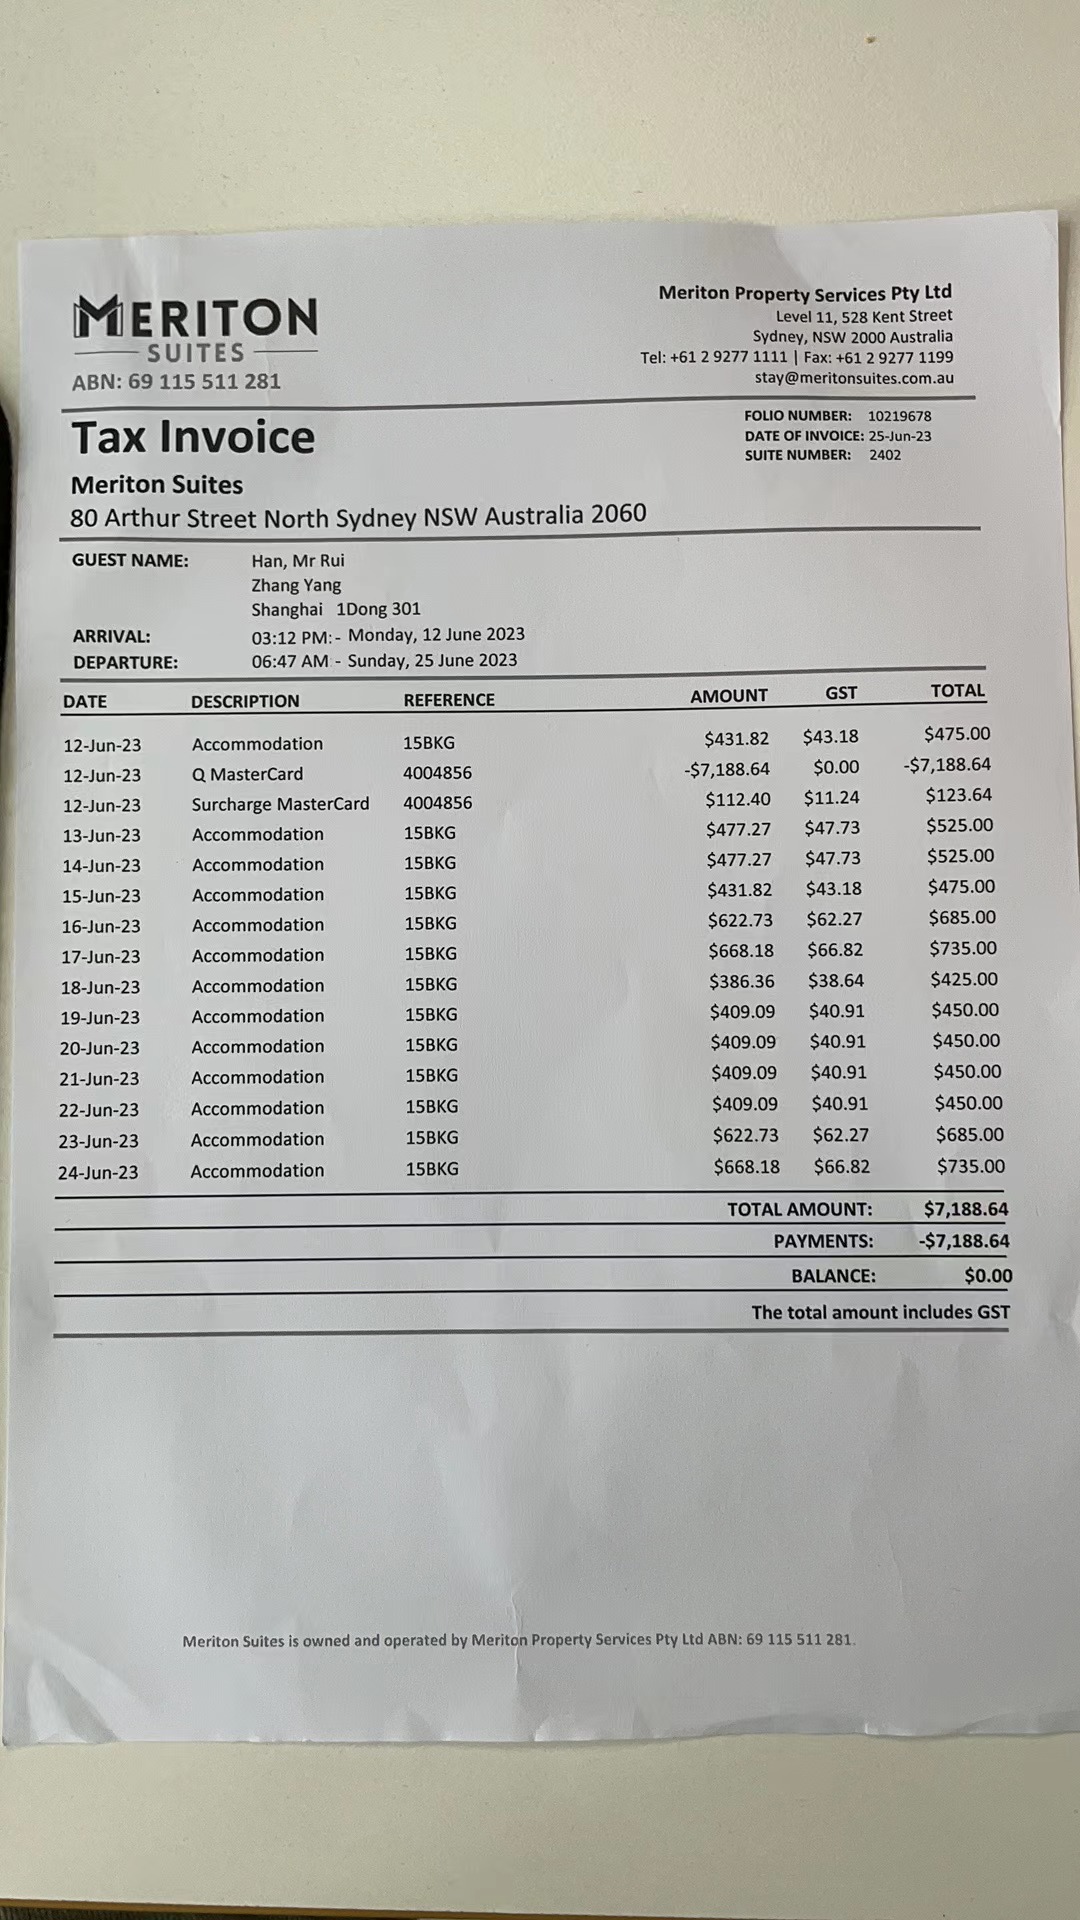 MERITON
SUITES
ABN: 69 115 511 281
Meriton Property Services Pty Ltd
Level 11, 528 Kent Street
Sydney, NSW 2000 Australia
Tel: +61 2 9277 1111 | Fax: +61 2 9277 1199
stay@meritonsuites.com.au
Tax Invoice
FOLIO NUMBER: 10219678
DATE OF INVOICE: 25-Jun-23
SUITE NUMBER: 2402
Meriton Suites
80 Arthur Street North Sydney NSW Australia 2060
GUEST NAME: Han, Mr Rui
Zhang Yang
Shanghai 1Dong 301
ARRIVAL: 03:12 PM:- Monday, 12 June 2023
DEPARTURE: 06:47 AM - Sunday, 25 June 2023
DATE DESCRIPTION REFERENCE AMOUNT GST TOTAL
12-Jun-23 Accommodation 15BKG $431.82 $43.18 $475.00
12-Jun-23 Q MasterCard 4004856 -$7,188.64 $0.00 -$7,188.64
12-Jun-23 Surcharge MasterCard 4004856 $112.40 $11.24 $123.64
13-Jun-23 Accommodation 15BKG $477.27 $47.73 $525.00
14-Jun-23 Accommodation 15BKG $477.27 $47.73 $525.00
15-Jun-23 Accommodation 15BKG $431.82 $43.18 $475.00
16-Jun-23 Accommodation 15BKG $622.73 $62.27 $685.00
17-Jun-23 Accommodation 15BKG $668.18 $66.82 $735.00
18-Jun-23 Accommodation 15BKG $386.36 $38.64 $425.00
19-Jun-23 Accommodation 15BKG $409.09 $40.91 $450.00
20-Jun-23 Accommodation 15BKG $409.09 $40.91 $450.00
21-Jun-23 Accommodation 15BKG $409.09 $40.91 $450.00
22-Jun-23 Accommodation 15BKG $409.09 $40.91 $450.00
23-Jun-23 Accommodation 15BKG $622.73 $62.27 $685.00
24-Jun-23 Accommodation 15BKG $668.18 $66.82 $735.00
TOTAL AMOUNT: $7,188.64
PAYMENTS: -$7,188.64
BALANCE: $0.00
The total amount includes GST
Meriton Suites is owned and operated by Meriton Property Services Pty Ltd ABN: 69 115 511 281.